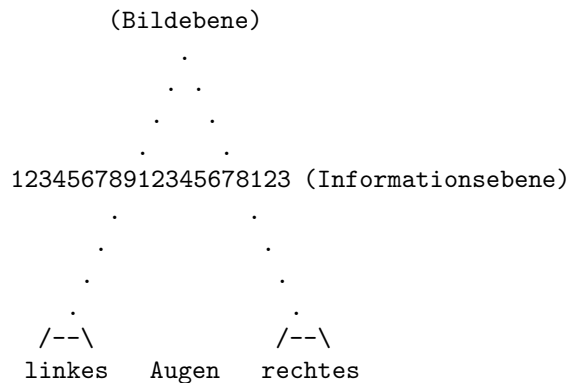 (Bildebene)
12345678912345678123 (Informationsebene)
/--\ /--\
linkes Augen rechtes